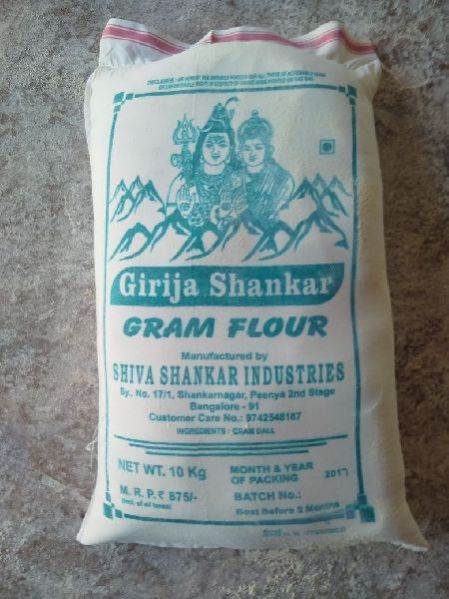 Girija Shankar
GRAM FLOUR
Manufactured by
SHIVA SHANKAR INDUSTRIES
Sy. No. 17/1, Shankarnagar, Peenya 2nd Stage
Bangalore - 91
Customer Care No.: 9742548187
INGREDIENTS : GRAM DALL
NET WT. 10 Kg
MONTH & YEAR
OF PACKING
2017
M. R. P. ₹ 675/-
(Incl. of all taxes)
BATCH No.:
Best Before 2 Months